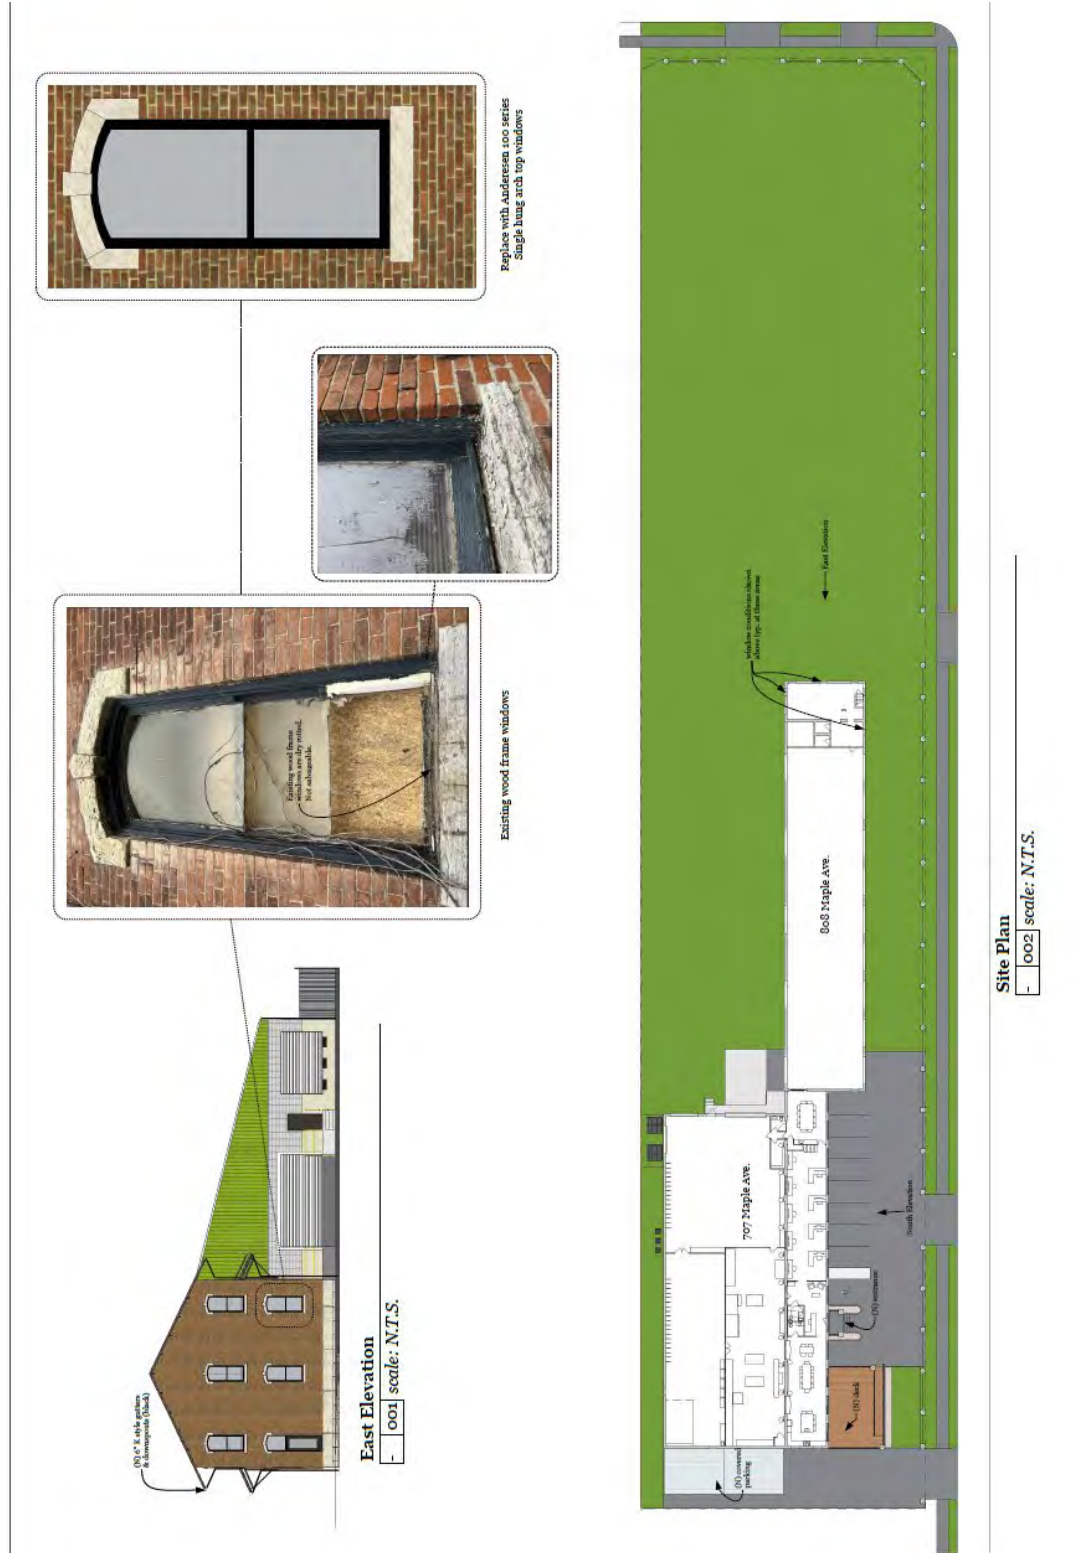 Replace with Anderesen 100 series
Single hung arch top windows
Existing wood frame
windows are dry rotted.
Not salvageable.
Existing wood frame windows
(N) 6" K style gutters
& downspouts (black)
East Elevation
- 001 scale: N.T.S.
window conditions shown
above typ. at these areas
East Elevation
808 Maple Ave.
707 Maple Ave.
South Elevation
(N) entrance
(N) deck
(N) covered
parking
Site Plan
- 002 scale: N.T.S.